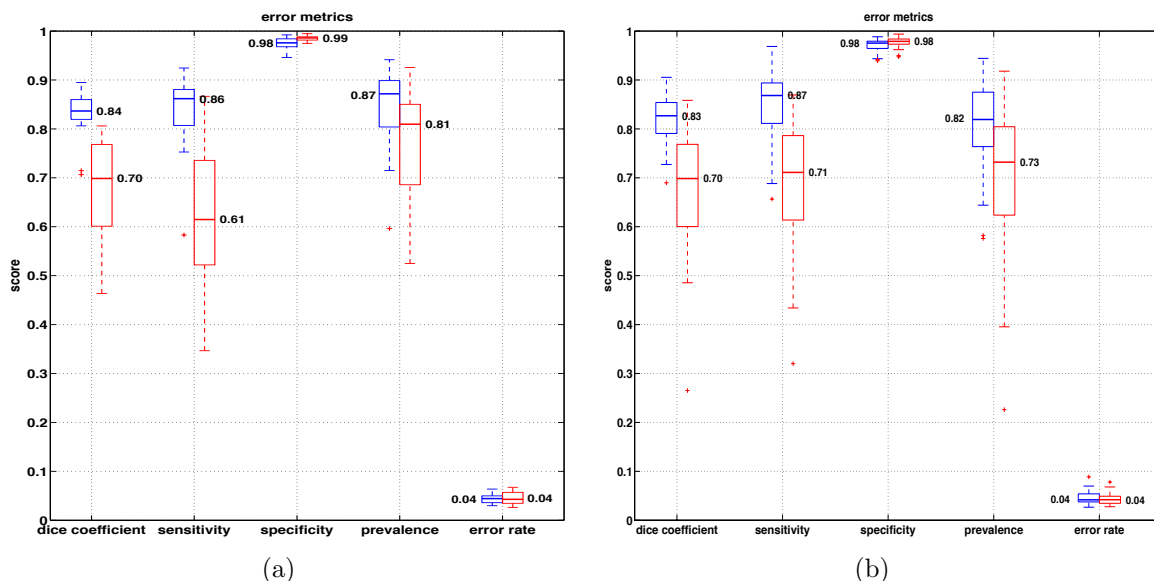 error metrics
1
0.9
0.8
0.7
0.6
0.5
0.4
0.3
0.2
0.1
0
score
0.84
0.70
0.86
0.61
0.98
0.99
0.87
0.81
0.04
0.04
dice coefficient
sensitivity
specificity
prevalence
error rate
(a)
error metrics
1
0.9
0.8
0.7
0.6
0.5
0.4
0.3
0.2
0.1
0
score
0.83
0.70
0.87
0.71
0.98
0.98
0.82
0.73
0.04
0.04
dice coefficient
sensitivity
specificity
prevalence
error rate
(b)